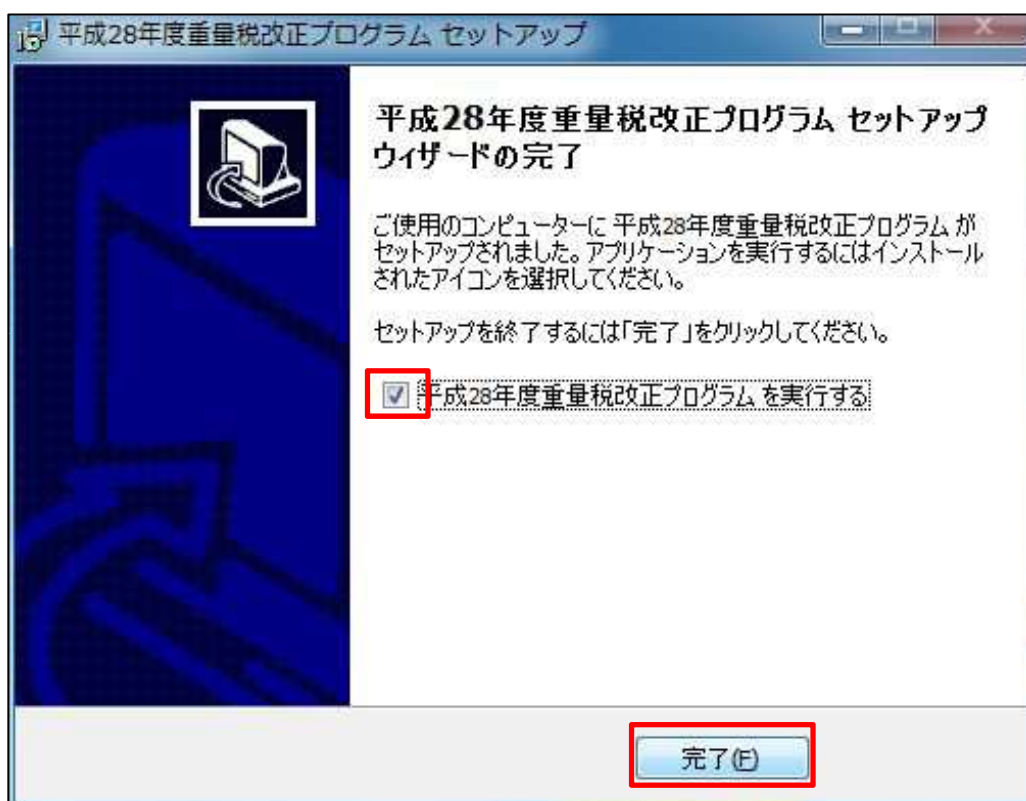 平成28年度重量税改正プログラム セットアップ
平成28年度重量税改正プログラム セットアップ
ウィザードの完了
ご使用のコンピューターに 平成28年度重量税改正プログラム が
セットアップされました。アプリケーションを実行するにはインストール
されたアイコンを選択してください。
セットアップを終了するには「完了」をクリックしてください。
平成28年度重量税改正プログラム を実行する
完了(F)